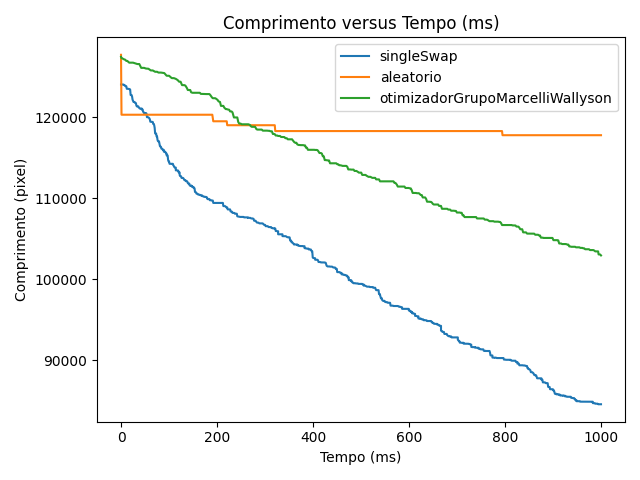 Comprimento versus Tempo (ms)
singleSwap
aleatorio
otimizadorGrupoMarcelliWallyson
120000
110000
100000
90000
Comprimento (pixel)
0 200 400 600 800 1000
Tempo (ms)